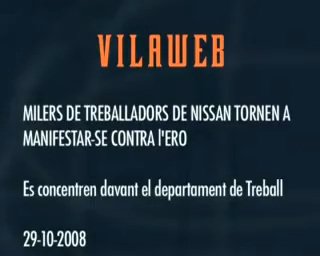 VILAWEB
MILERS DE TREBALLADORS DE NISSAN TORNEN A
MANIFESTAR-SE CONTRA l'ERO
Es concentren davant el departament de Treball
29-10-2008